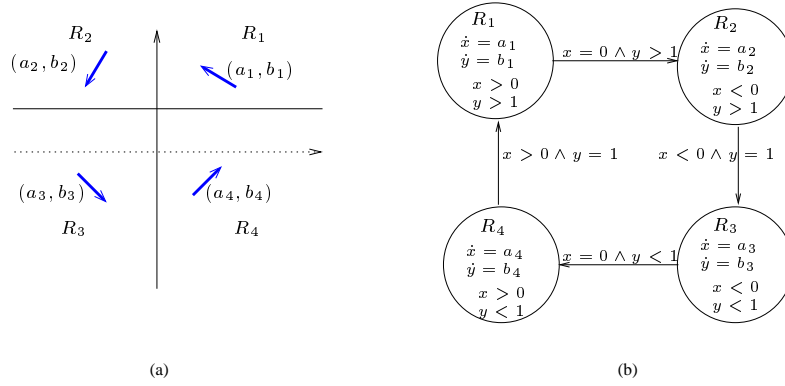 R₂
R₁
(a₂, b₂)
(a₁, b₁)
(a₃, b₃)
(a₄, b₄)
R₃
R₄
(a)
R₁
ẋ = a₁
ẏ = b₁
x > 0
y > 1
x = 0 ∧ y > 1
R₂
ẋ = a₂
ẏ = b₂
x < 0
y > 1
x > 0 ∧ y = 1
x < 0 ∧ y = 1
R₄
ẋ = a₄
ẏ = b₄
x > 0
y < 1
x = 0 ∧ y < 1
R₃
ẋ = a₃
ẏ = b₃
x < 0
y < 1
(b)